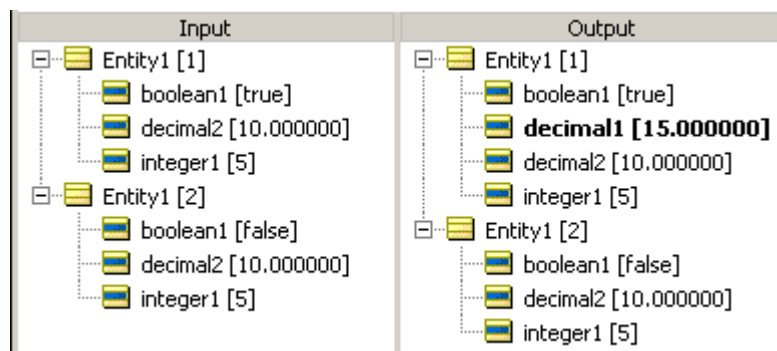 Input
Entity1 [1]
boolean1 [true]
decimal2 [10.000000]
integer1 [5]
Entity1 [2]
boolean1 [false]
decimal2 [10.000000]
integer1 [5]
Output
Entity1 [1]
boolean1 [true]
decimal1 [15.000000]
decimal2 [10.000000]
integer1 [5]
Entity1 [2]
boolean1 [false]
decimal2 [10.000000]
integer1 [5]